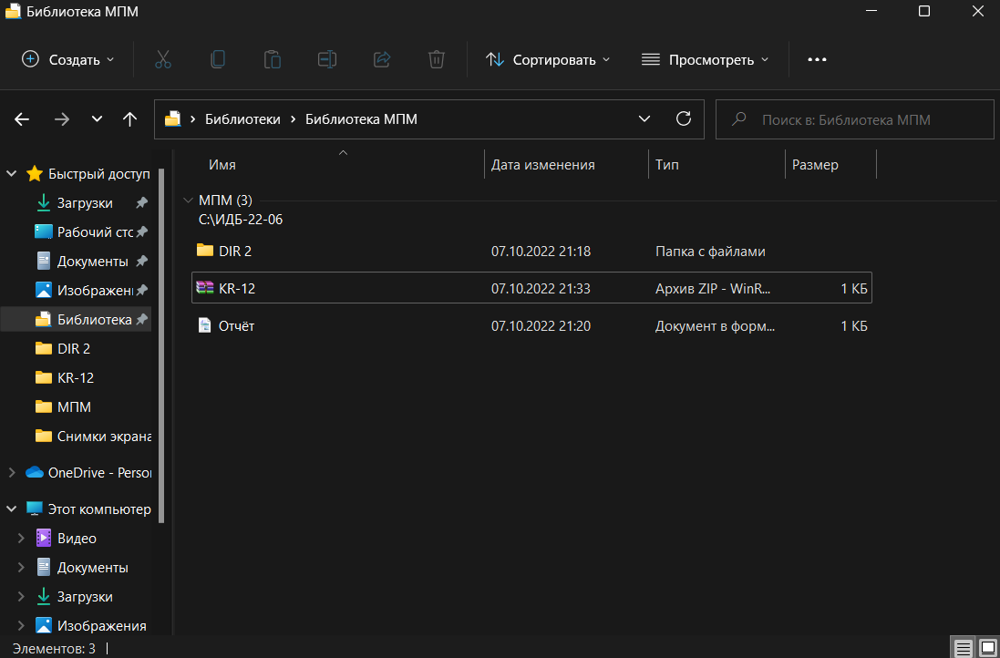 Библиотека МПМ
Создать
Сортировать
Просмотреть
Библиотеки > Библиотека МПМ
Поиск в: Библиотека МПМ
Имя Дата изменения Тип Размер
МПМ (3)
C:\ИДБ-22-06
DIR 2 07.10.2022 21:18 Папка с файлами
KR-12 07.10.2022 21:33 Архив ZIP - WinR... 1 КБ
Отчёт 07.10.2022 21:20 Документ в форм... 1 КБ
Быстрый доступ
Загрузки
Рабочий стс
Документы
Изображені
Библиотека
DIR 2
KR-12
МПМ
Снимки экрана
OneDrive - Person
Этот компьютер
Видео
Документы
Загрузки
Изображения
Элементов: 3